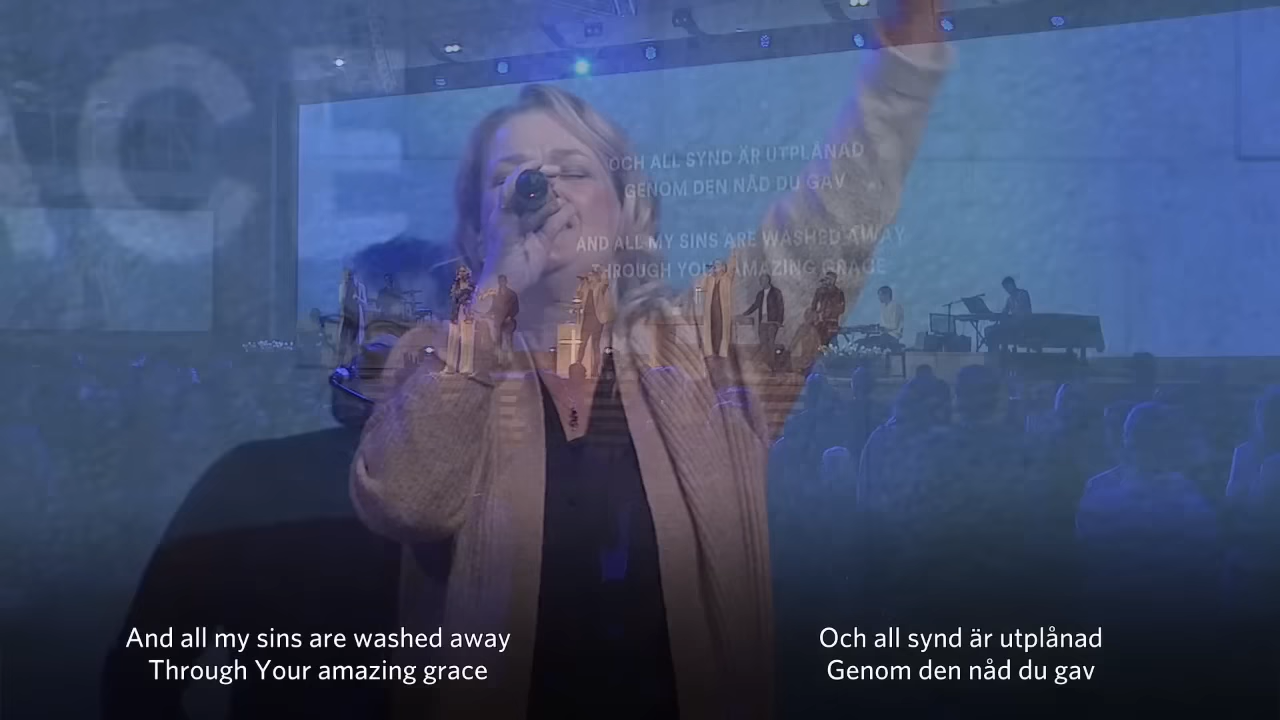 ACE
OCH ALL SYND ÄR UTPLÅNAD
GENOM DEN NÅD DU GAV
AND ALL MY SINS ARE WASHED AWAY
THROUGH YOUR AMAZING GRACE
And all my sins are washed away
Through Your amazing grace
Och all synd är utplånad
Genom den nåd du gav